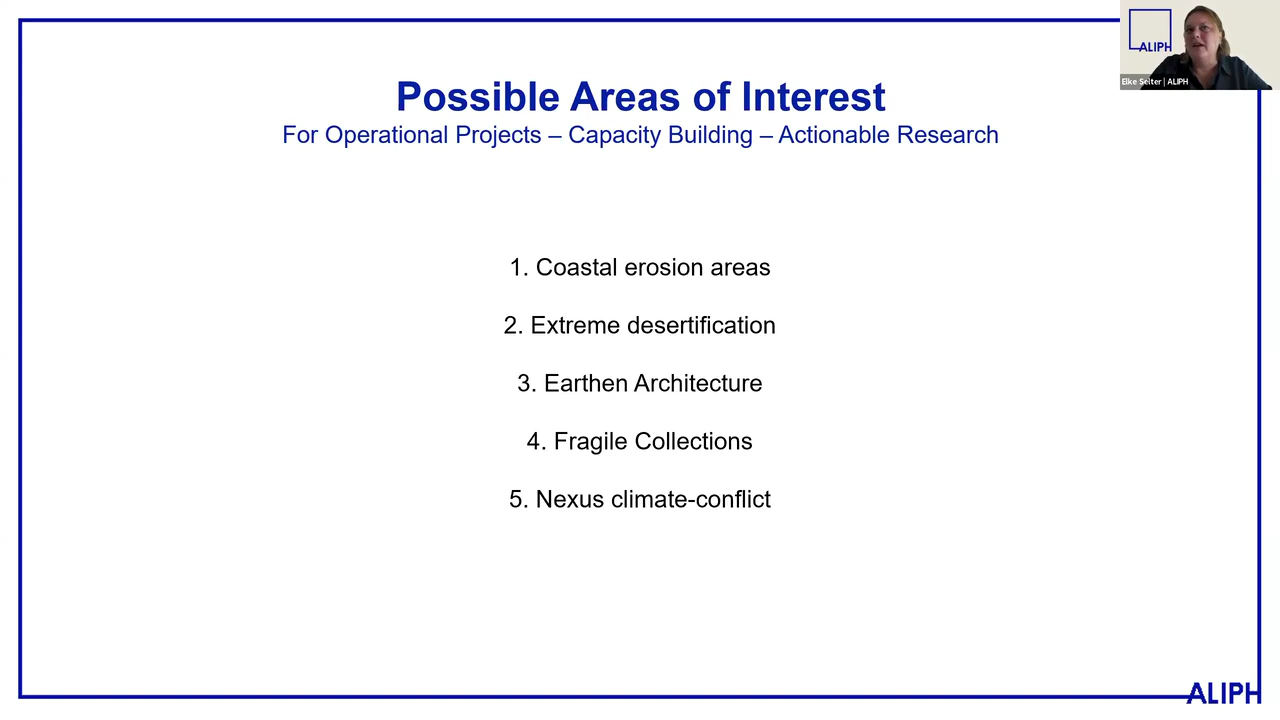 Possible Areas of Interest
For Operational Projects – Capacity Building – Actionable Research
1. Coastal erosion areas
2. Extreme desertification
3. Earthen Architecture
4. Fragile Collections
5. Nexus climate-conflict
ALIPH
Elke Selter | ALIPH
ALIPH